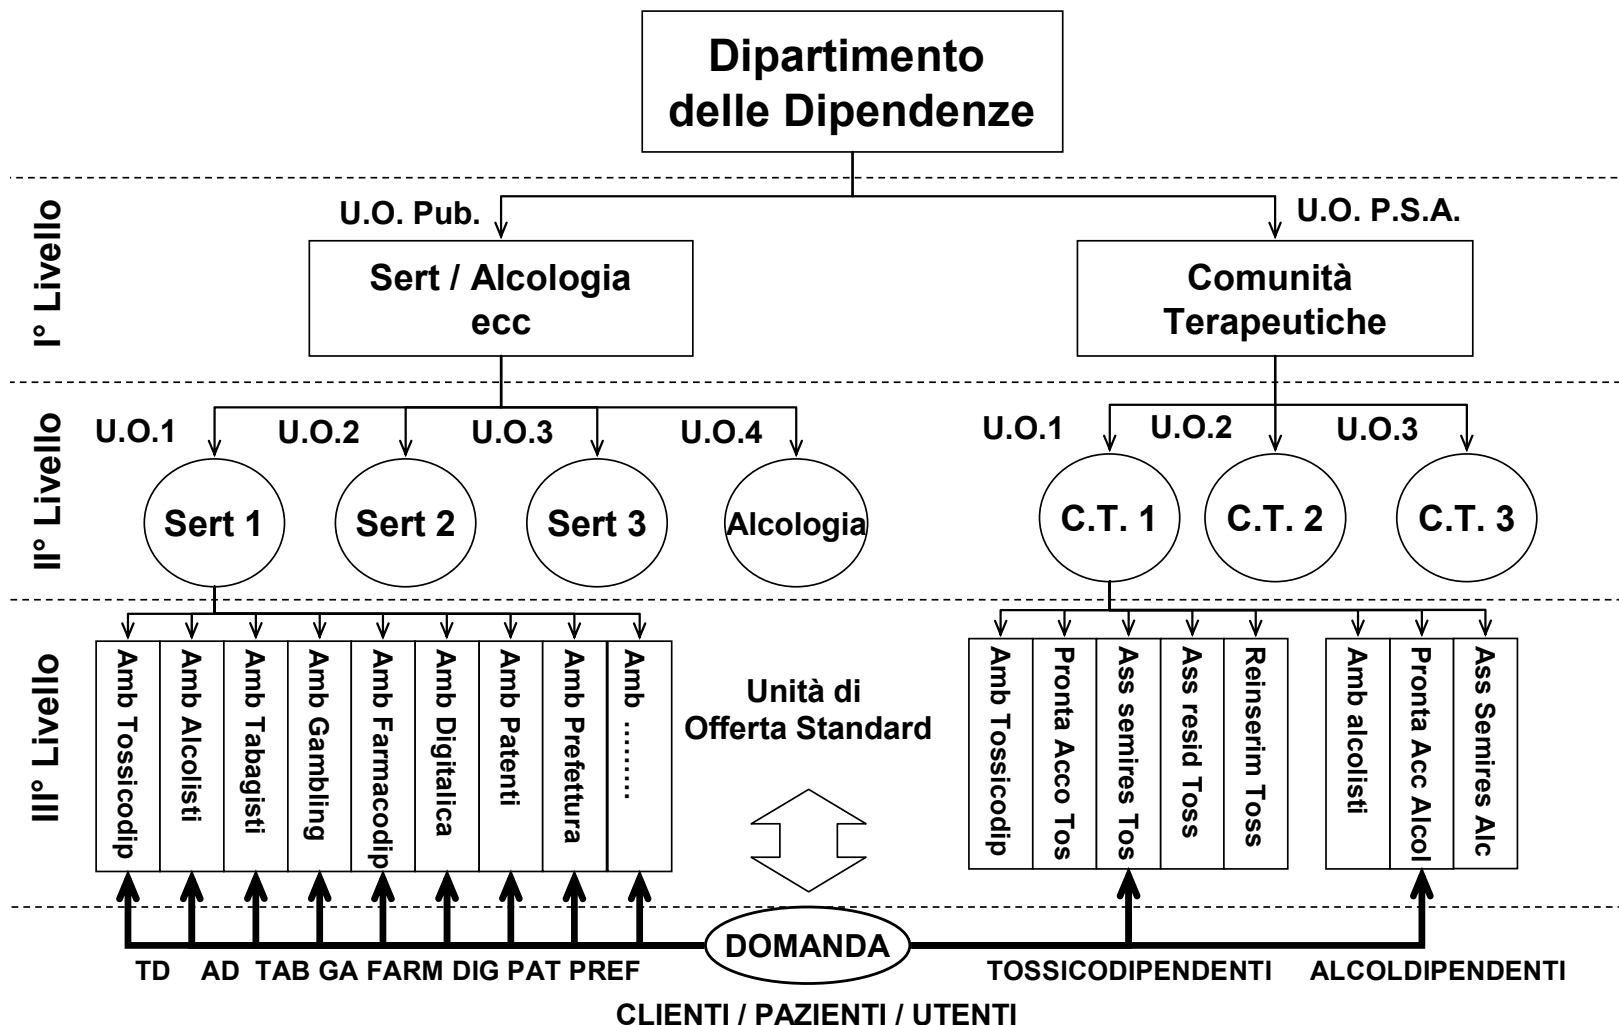 Dipartimento
delle Dipendenze
I° Livello
U.O. Pub.
U.O. P.S.A.
Sert / Alcologia
ecc
Comunità
Terapeutiche
II° Livello
U.O.1
U.O.2
U.O.3
U.O.4
U.O.1
U.O.2
U.O.3
Sert 1
Sert 2
Sert 3
Alcologia
C.T. 1
C.T. 2
C.T. 3
III° Livello
Amb Tossicodip
Amb Alcolisti
Amb Tabagisti
Amb Gambling
Amb Farmacodip
Amb Digitalica
Amb Patenti
Amb Prefettura
Amb .........
Unità di
Offerta Standard
Amb Tossicodip
Pronta Acco Tos
Ass semires Tos
Ass resid Toss
Reinserim Toss
Amb alcolisti
Pronta Acc Alcol
Ass Semires Alc
DOMANDA
TD AD TAB GA FARM DIG PAT PREF
TOSSICODIPENDENTI
ALCOLDIPENDENTI
CLIENTI / PAZIENTI / UTENTI